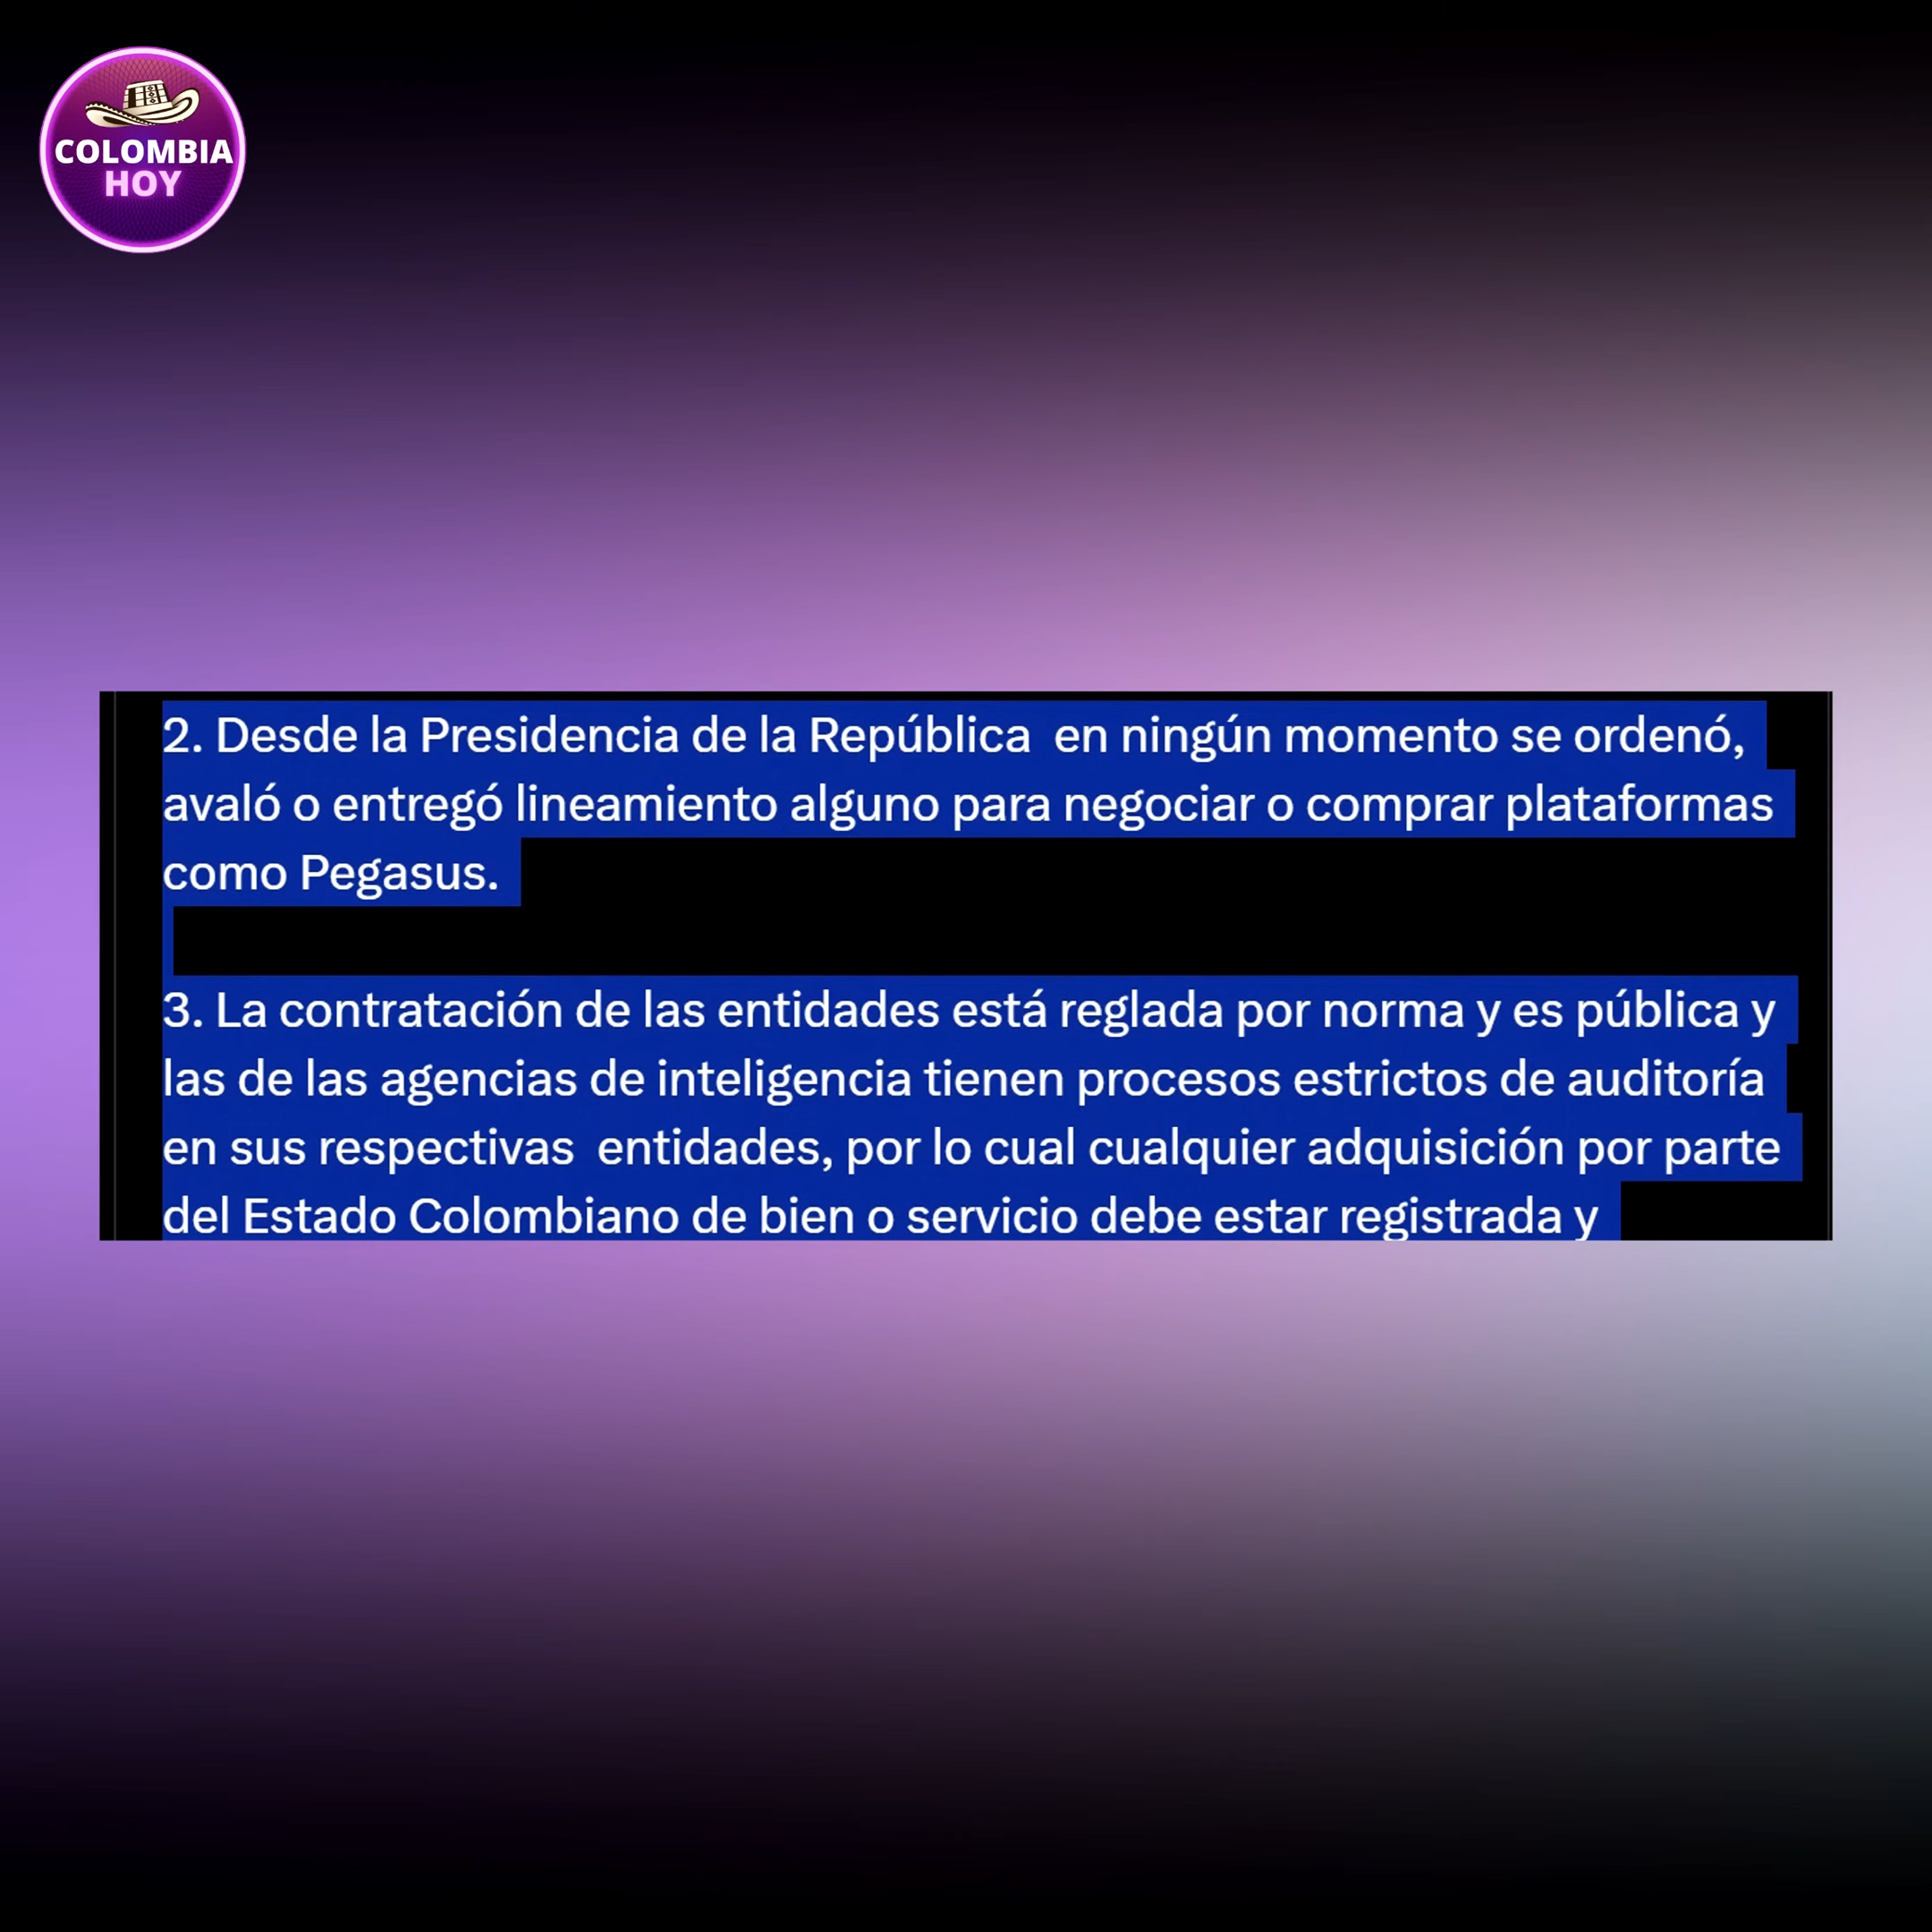 COLOMBIA
HOY
2. Desde la Presidencia de la República  en ningún momento se ordenó,
avaló o entregó lineamiento alguno para negociar o comprar plataformas
como Pegasus.
3. La contratación de las entidades está reglada por norma y es pública y
las de las agencias de inteligencia tienen procesos estrictos de auditoría
en sus respectivas  entidades, por lo cual cualquier adquisición por parte
del Estado Colombiano de bien o servicio debe estar registrada y